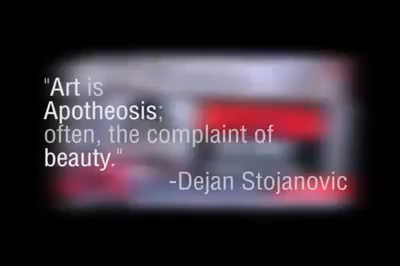 "Art is
Apotheosis;
often, the complaint of
beauty."
-Dejan Stojanovic